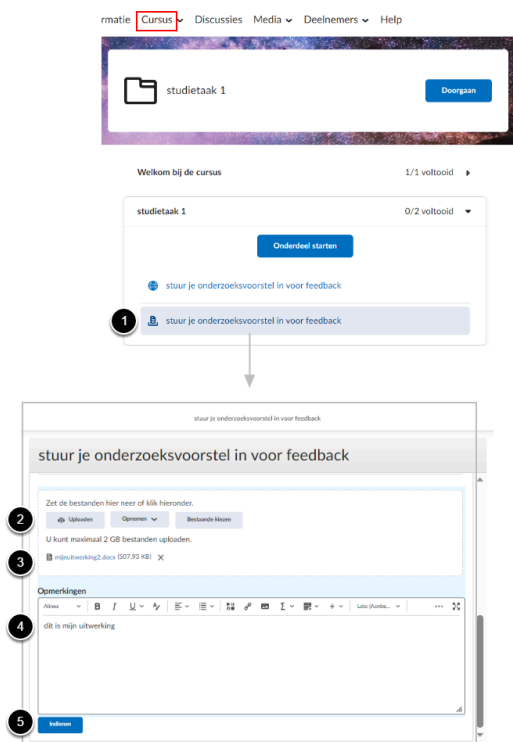 rmatie Cursus Discussies Media Deelnemers Help
studietaak 1
Doorgaan
Welkom bij de cursus 1/1 voltooid
studietaak 1 0/2 voltooid
Onderdeel starten
stuur je onderzoeksvoorstel in voor feedback
1 stuur je onderzoeksvoorstel in voor feedback
stuur je onderzoeksvoorstel in voor feedback
stuur je onderzoeksvoorstel in voor feedback
Zet de bestanden hier neer of klik hieronder.
2 Uploaden Opnemen Bestaande kiezen
U kunt maximaal 2 GB bestanden uploaden.
3 mijnuitwerking2.docx (507.93 KB) X
Opmerkingen
Alinea B I U A Σ + Lato (Aanbe... ...
4 dit is mijn uitwerking
5 Indienen